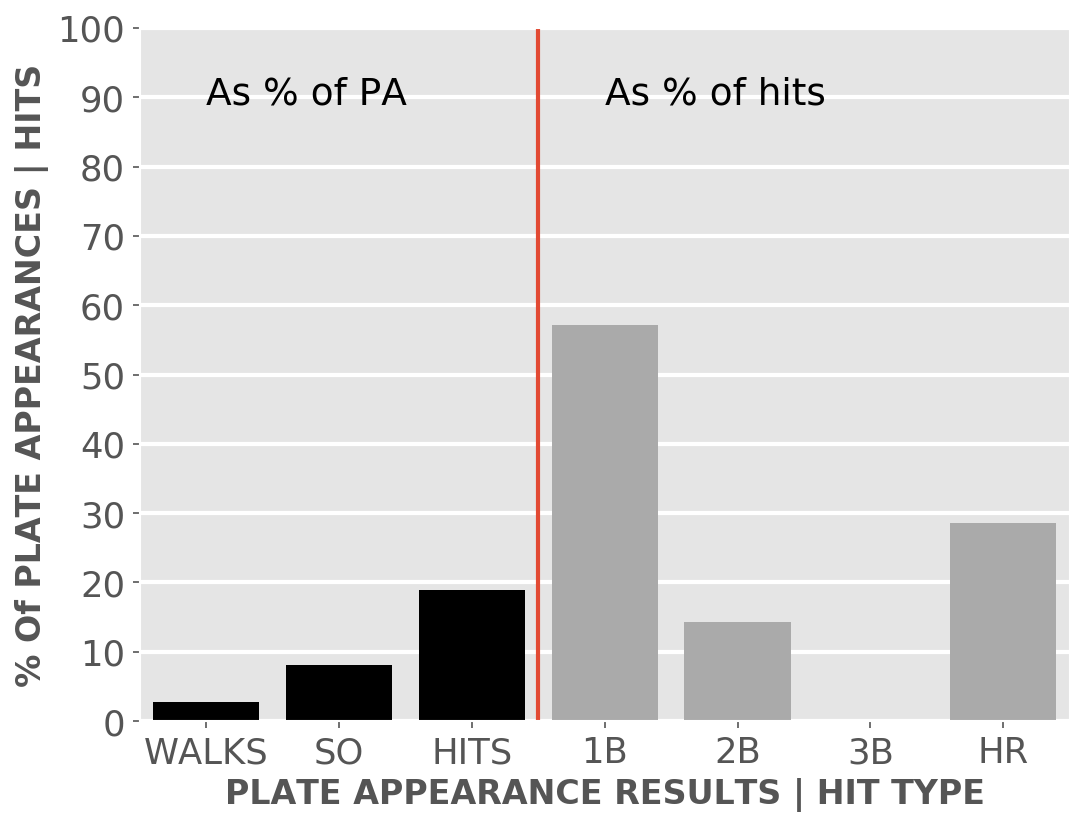 % Of PLATE APPEARANCES | HITS
100
90
80
70
60
50
40
30
20
10
0
As % of PA
As % of hits
WALKS SO HITS 1B 2B 3B HR
PLATE APPEARANCE RESULTS | HIT TYPE